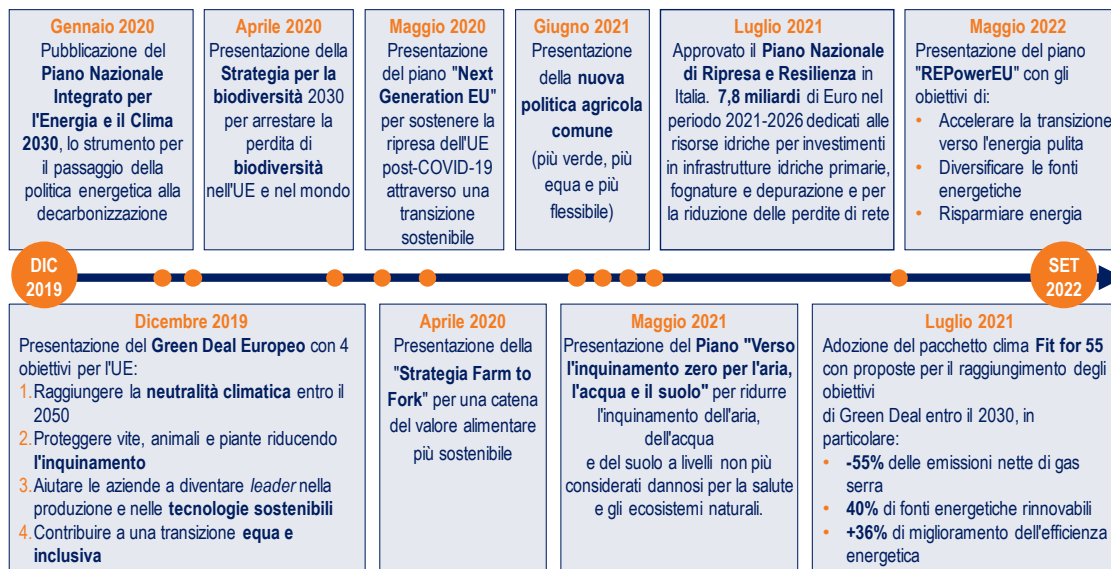 Gennaio 2020
Pubblicazione del
Piano Nazionale
Integrato per
l'Energia e il Clima
2030, lo strumento per
il passaggio della
politica energetica alla
decarbonizzazione
Aprile 2020
Presentazione della
Strategia per la
biodiversità 2030
per arrestare la
perdita di
biodiversità
nell'UE e nel mondo
Maggio 2020
Presentazione
del piano "Next
Generation EU"
per sostenere la
ripresa dell'UE
post-COVID-19
attraverso una
transizione
sostenibile
Giugno 2021
Presentazione
della nuova
politica agricola
comune
(più verde, più
equa e più
flessibile)
Luglio 2021
Approvato il Piano Nazionale
di Ripresa e Resilienza in
Italia. 7,8 miliardi di Euro nel
periodo 2021-2026 dedicati alle
risorse idriche per investimenti
in infrastrutture idriche primarie,
fognature e depurazione e per
la riduzione delle perdite di rete
Maggio 2022
Presentazione del piano
"REPowerEU" con gli
obiettivi di:
• Accelerare la transizione
verso l'energia pulita
• Diversificare le fonti
energetiche
• Risparmiare energia
DIC
2019
SET
2022
Dicembre 2019
Presentazione del Green Deal Europeo con 4
obiettivi per l'UE:
1. Raggiungere la neutralità climatica entro il
2050
2. Proteggere vite, animali e piante riducendo
l'inquinamento
3. Aiutare le aziende a diventare leader nella
produzione e nelle tecnologie sostenibili
4. Contribuire a una transizione equa e
inclusiva
Aprile 2020
Presentazione della
"Strategia Farm to
Fork" per una catena
del valore alimentare
più sostenibile
Maggio 2021
Presentazione del Piano "Verso
l'inquinamento zero per l'aria,
l'acqua e il suolo" per ridurre
l'inquinamento dell'aria,
dell'acqua
e del suolo a livelli non più
considerati dannosi per la salute
e gli ecosistemi naturali.
Luglio 2021
Adozione del pacchetto clima Fit for 55
con proposte per il raggiungimento degli
obiettivi
di Green Deal entro il 2030, in
particolare:
• -55% delle emissioni nette di gas
serra
• 40% di fonti energetiche rinnovabili
• +36% di miglioramento dell'efficienza
energetica